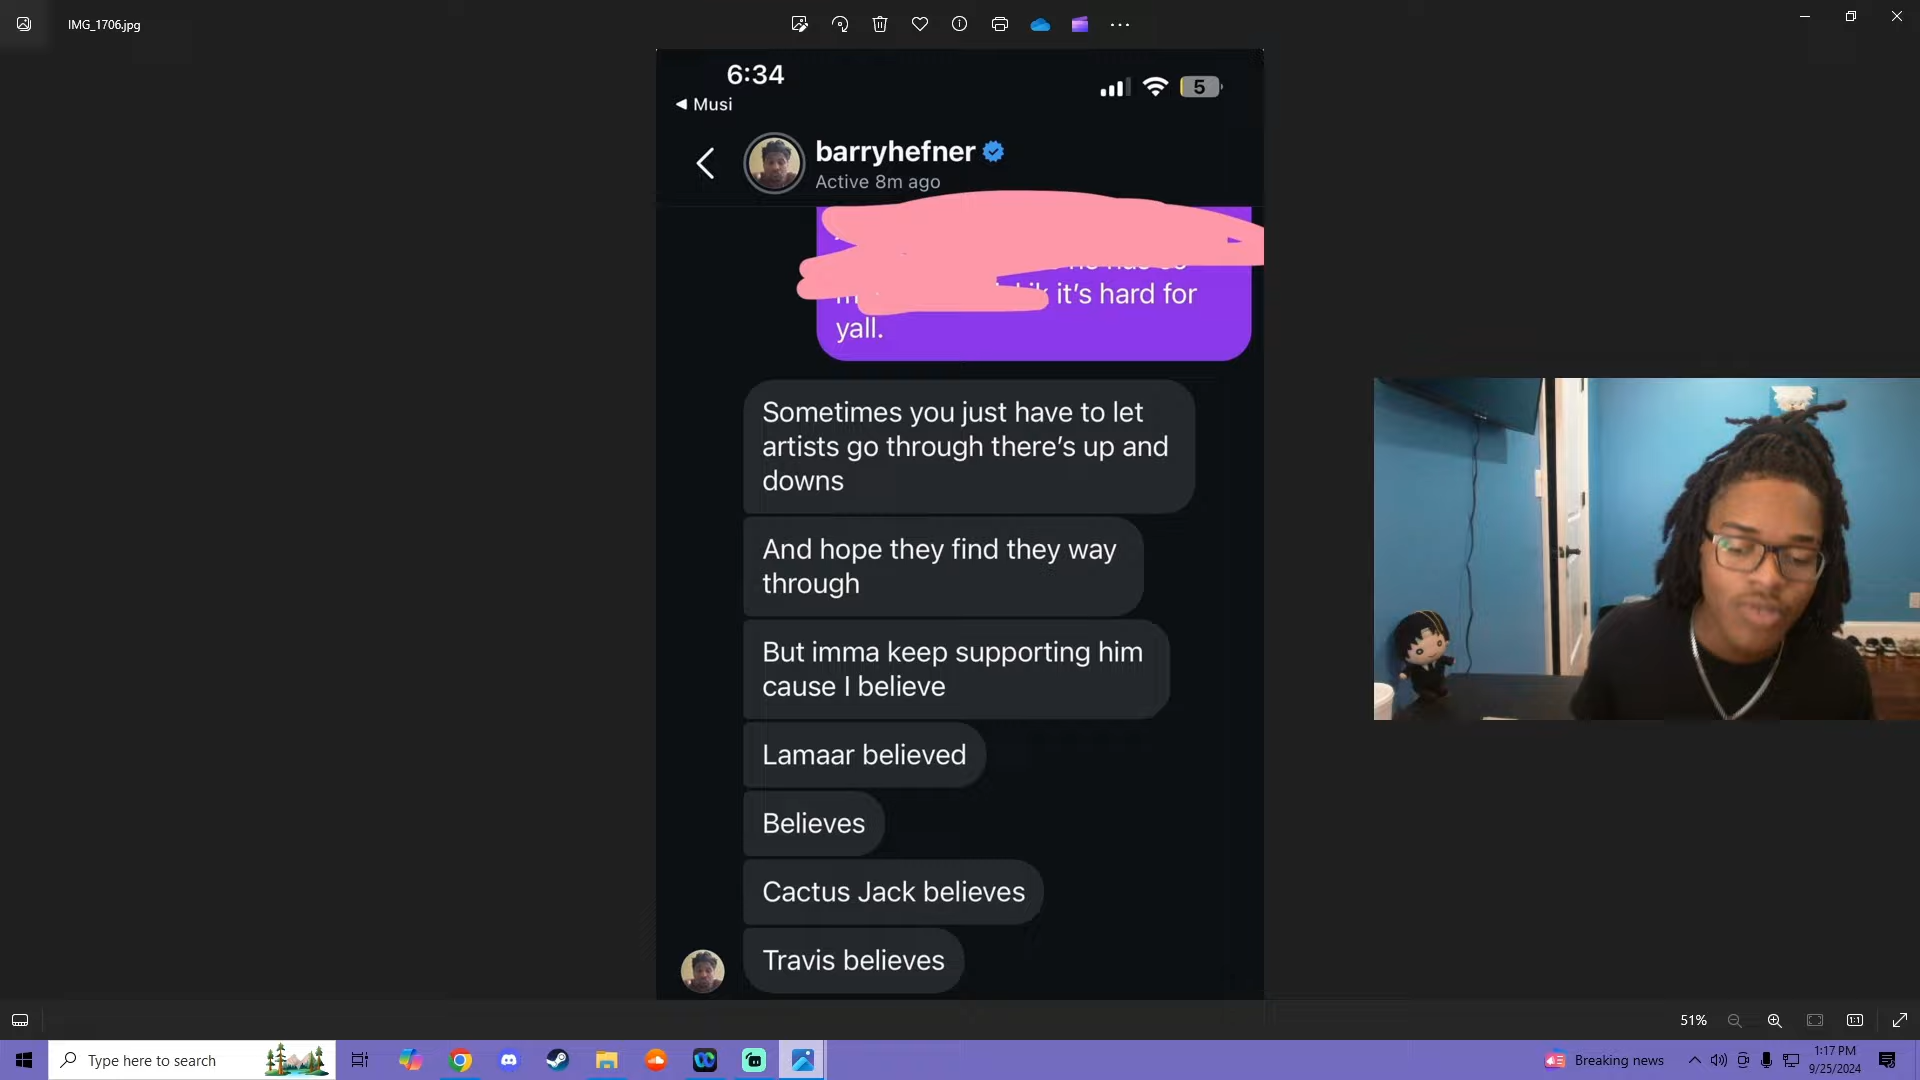 IMG_1706.jpg
6:34
5
◀ Musi
barryhefner
Active 8m ago
it's hard for
yall.
Sometimes you just have to let
artists go through there's up and
downs
And hope they find they way
through
But imma keep supporting him
cause I believe
Lamaar believed
Believes
Cactus Jack believes
Travis believes
51%
1:1
Type here to search
Breaking news
1:17 PM
9/25/2024